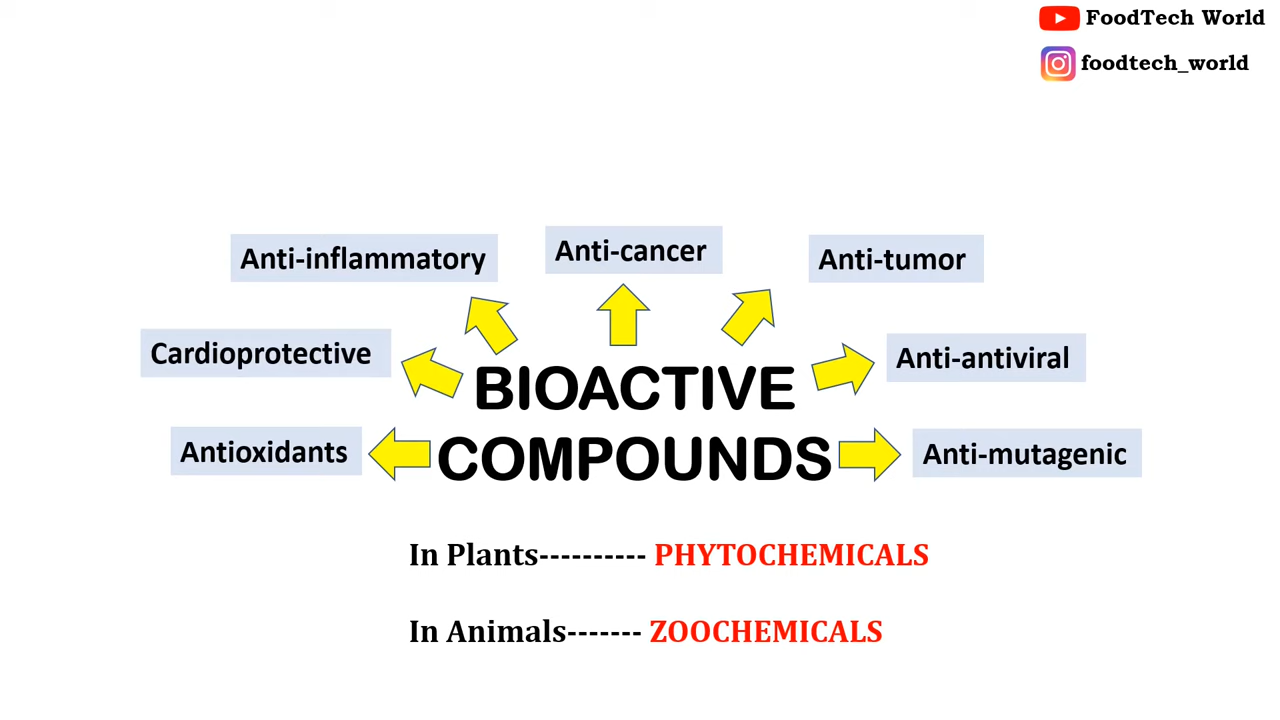 FoodTech World
foodtech_world
Anti-inflammatory
Anti-cancer
Anti-tumor
Cardioprotective
Anti-antiviral
BIOACTIVE
COMPOUNDS
Antioxidants
Anti-mutagenic
In Plants---------- PHYTOCHEMICALS
In Animals------- ZOOCHEMICALS